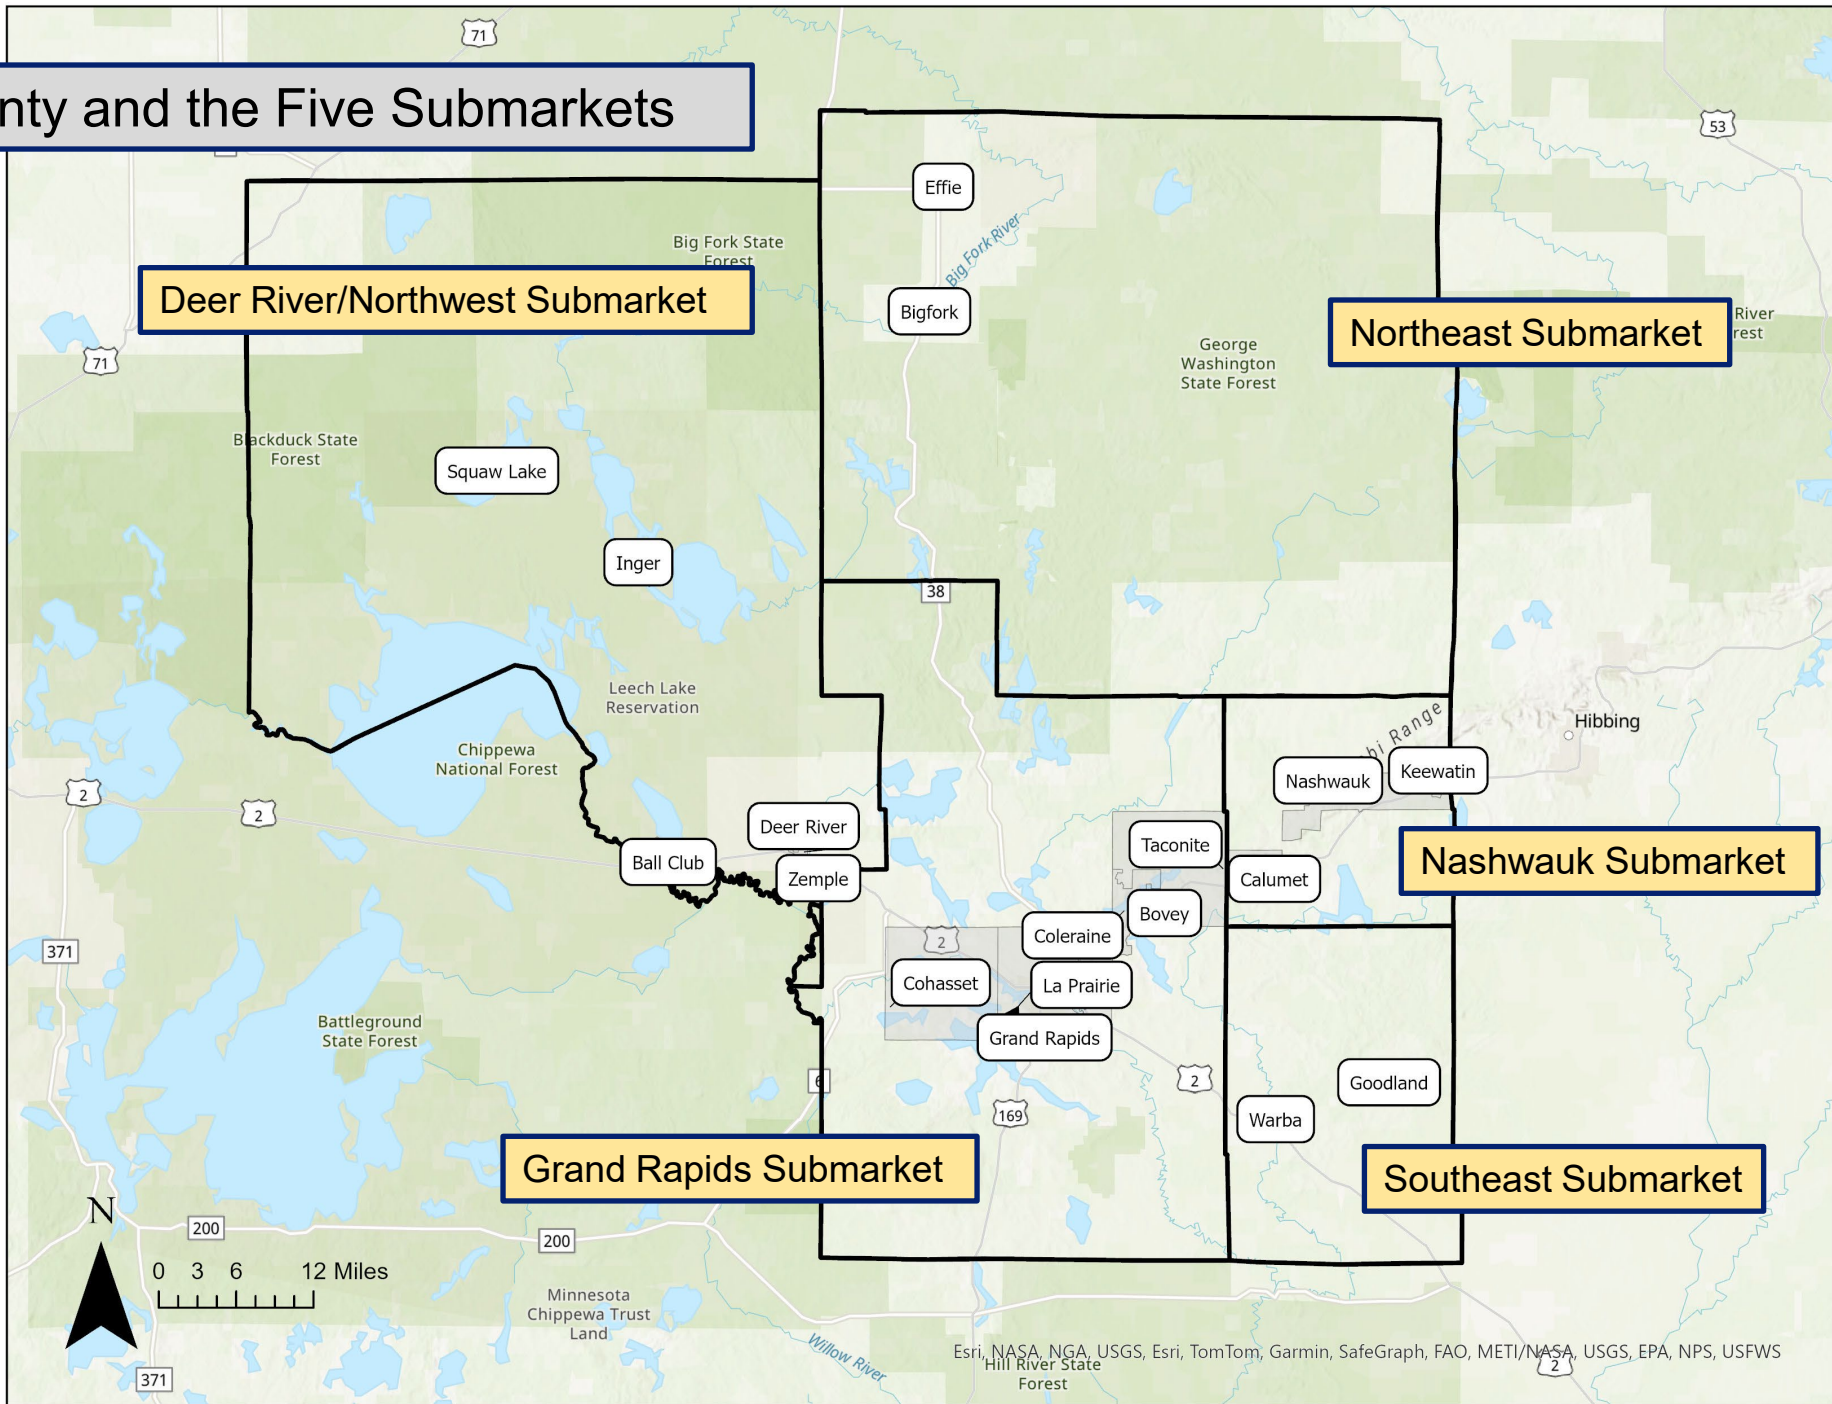 71
nty and the Five Submarkets
53
Effie
Big Fork River
Big Fork State
Forest
Deer River/Northwest Submarket
Bigfork
Northeast Submarket
River
rest
71
George
Washington
State Forest
Blackduck State
Forest
Squaw Lake
Inger
38
Leech Lake
Reservation
Hibbing
bi Range
Chippewa
National Forest
Nashwauk
Keewatin
2
2
Deer River
Ball Club
Zemple
Taconite
Calumet
Nashwauk Submarket
Bovey
Coleraine
2
371
Cohasset
La Prairie
Grand Rapids
Battleground
State Forest
6
2
169
Goodland
Warba
Grand Rapids Submarket
Southeast Submarket
N
200
200
0 3 6 12 Miles
Minnesota
Chippewa Trust
Land
Willow River
Esri, NASA, NGA, USGS, Esri, TomTom, Garmin, SafeGraph, FAO, METI/NASA, USGS, EPA, NPS, USFWS
Hill River State
Forest
2
371